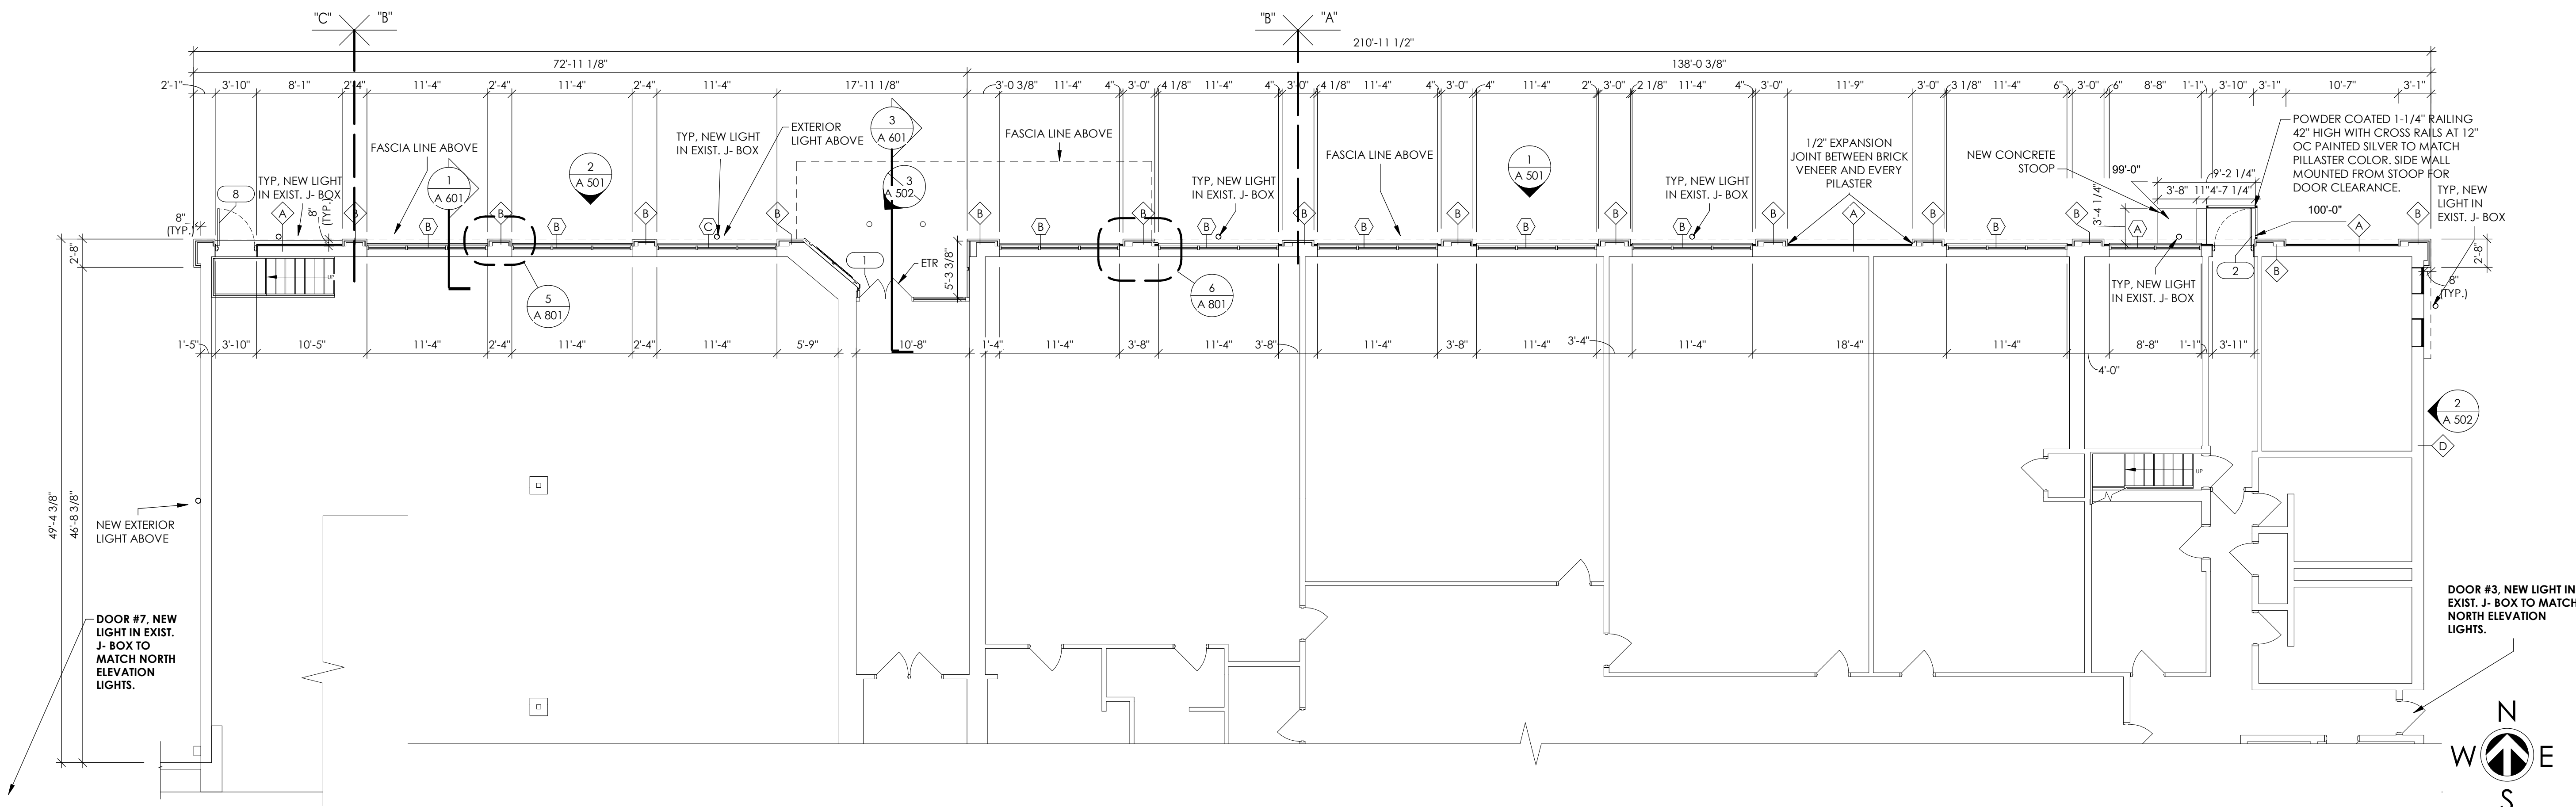 "C"
"B"
"B"
"A"
210'-11 1/2"
72'-11 1/8"
138'-0 3/8"
2'-1"
3'-10"
8'-1"
2'-4"
11'-4"
2'-4"
11'-4"
2'-4"
11'-4"
17'-11 1/8"
3'-0 3/8"
11'-4"
4"
3'-0"
4 1/8"
11'-4"
4"
3'-0"
4 1/8"
11'-4"
4"
3'-0"
4"
11'-4"
2"
3'-0"
2 1/8"
11'-4"
4"
3'-0"
11'-9"
3'-0"
3 1/8"
11'-4"
6"
3'-0"
6"
8'-8"
1'-1"
3'-10"
3'-1"
10'-7"
3'-1"
FASCIA LINE ABOVE
TYP, NEW LIGHT
IN EXIST. J- BOX
8
8"
(TYP.)
8"
(TYP.)
1
A 601
2
A 501
TYP, NEW LIGHT
IN EXIST. J- BOX
EXTERIOR
LIGHT ABOVE
3
A 601
3
A 502
FASCIA LINE ABOVE
TYP, NEW LIGHT
IN EXIST. J- BOX
FASCIA LINE ABOVE
1
A 501
TYP, NEW LIGHT
IN EXIST. J- BOX
1/2" EXPANSION
JOINT BETWEEN BRICK
VENEER AND EVERY
PILASTER
NEW CONCRETE
STOOP
99'-0"
9'-2 1/4"
3'-8"
11"
4'-7 1/4"
3'-4 1/4"
100'-0"
POWDER COATED 1-1/4" RAILING
42" HIGH WITH CROSS RAILS AT 12"
OC PAINTED SILVER TO MATCH
PILLASTER COLOR. SIDE WALL
MOUNTED FROM STOOP FOR
DOOR CLEARANCE.
TYP, NEW
LIGHT IN
EXIST. J- BOX
A
B
B
B
B
B
C
B
B
B
B
B
B
B
B
B
B
B
B
A
B
B
B
A
B
A
B
2'-8"
UP
5
A 801
1
ETR
5'-3 3/8"
6
A 801
TYP, NEW LIGHT
IN EXIST. J- BOX
2
2'-8"
8"
(TYP.)
1'-5"
3'-10"
10'-5"
11'-4"
2'-4"
11'-4"
2'-4"
11'-4"
5'-9"
10'-8"
1'-4"
11'-4"
3'-8"
11'-4"
3'-8"
11'-4"
3'-8"
11'-4"
3'-4"
11'-4"
18'-4"
11'-4"
4'-0"
8'-8"
1'-1"
3'-11"
2
A 502
D
UP
49'-4 3/8"
46'-8 3/8"
NEW EXTERIOR
LIGHT ABOVE
DOOR #7, NEW
LIGHT IN EXIST.
J- BOX TO
MATCH NORTH
ELEVATION
LIGHTS.
DOOR #3, NEW LIGHT IN
EXIST. J- BOX TO MATCH
NORTH ELEVATION
LIGHTS.
N
W
E
S